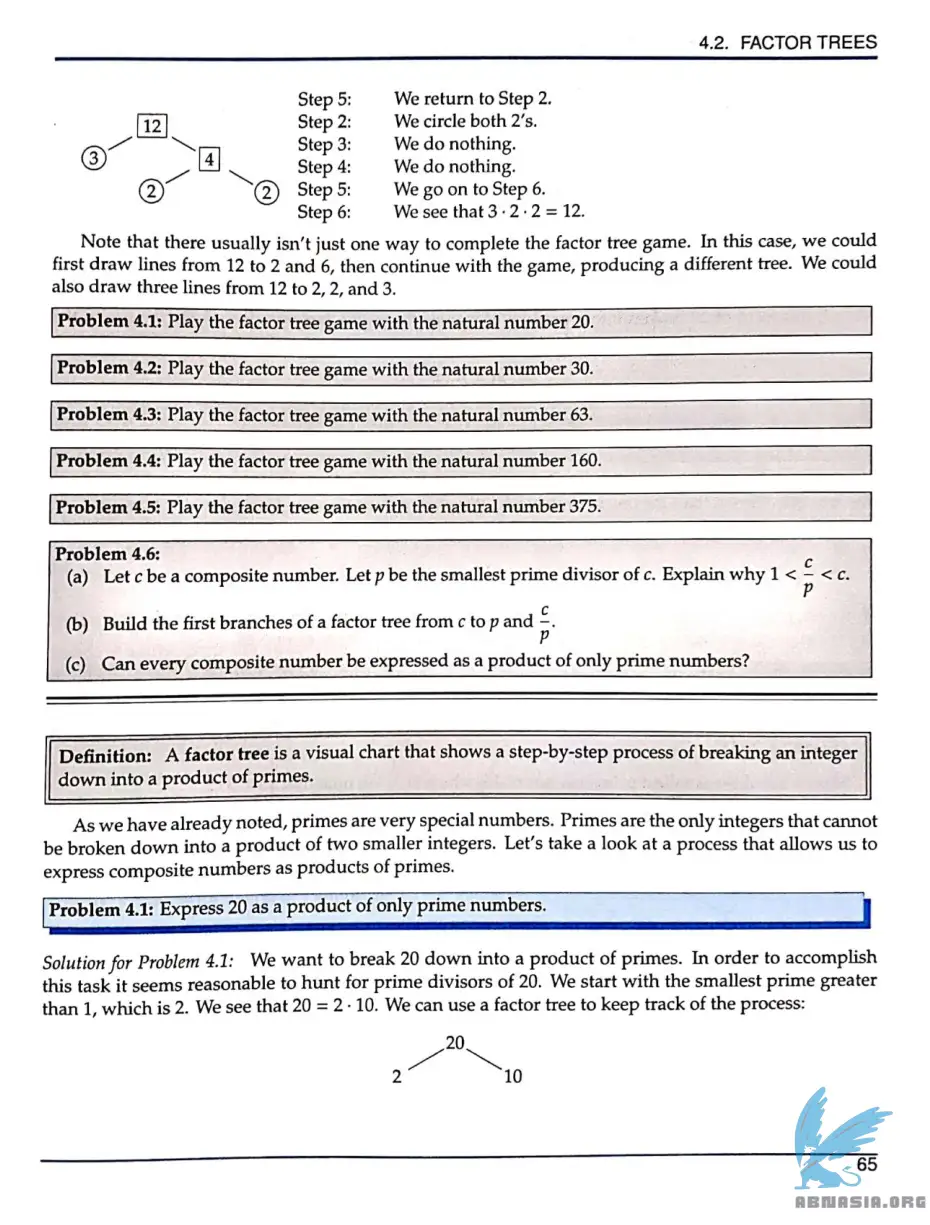 4.2. FACTOR TREES
12
3
4
2
2
Step 5: We return to Step 2.
Step 2: We circle both 2's.
Step 3: We do nothing.
Step 4: We do nothing.
Step 5: We go on to Step 6.
Step 6: We see that 3 · 2 · 2 = 12.
Note that there usually isn't just one way to complete the factor tree game. In this case, we could
first draw lines from 12 to 2 and 6, then continue with the game, producing a different tree. We could
also draw three lines from 12 to 2, 2, and 3.
Problem 4.1: Play the factor tree game with the natural number 20.
Problem 4.2: Play the factor tree game with the natural number 30.
Problem 4.3: Play the factor tree game with the natural number 63.
Problem 4.4: Play the factor tree game with the natural number 160.
Problem 4.5: Play the factor tree game with the natural number 375.
Problem 4.6:
(a) Let c be a composite number. Let p be the smallest prime divisor of c. Explain why 1 < c/p < c.
(b) Build the first branches of a factor tree from c to p and c/p.
(c) Can every composite number be expressed as a product of only prime numbers?
Definition: A factor tree is a visual chart that shows a step-by-step process of breaking an integer
down into a product of primes.
As we have already noted, primes are very special numbers. Primes are the only integers that cannot
be broken down into a product of two smaller integers. Let's take a look at a process that allows us to
express composite numbers as products of primes.
Problem 4.1: Express 20 as a product of only prime numbers.
Solution for Problem 4.1: We want to break 20 down into a product of primes. In order to accomplish
this task it seems reasonable to hunt for prime divisors of 20. We start with the smallest prime greater
than 1, which is 2. We see that 20 = 2 · 10. We can use a factor tree to keep track of the process:
20
2 10
65
ABNASIA.ORG